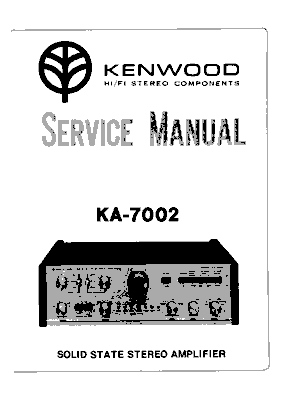 KENWOOD
HI/FI STEREO COMPONENTS
SERVICE MANUAL
KA-7002
SOLID STATE STEREO AMPLIFIER